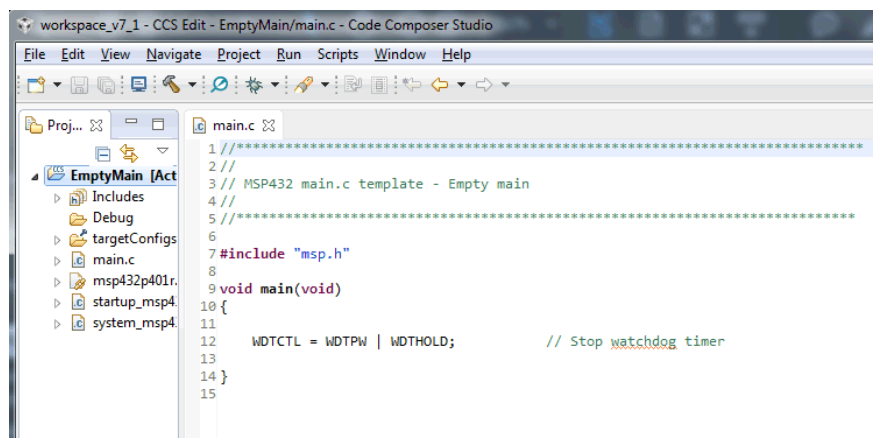 workspace_v7_1 - CCS Edit - EmptyMain/main.c - Code Composer Studio
File Edit View Navigate Project Run Scripts Window Help
Proj...
main.c
EmptyMain [Act
Includes
Debug
targetConfigs
main.c
msp432p401r.
startup_msp4
system_msp4
1 //****************************************************************************
2 //
3 // MSP432 main.c template - Empty main
4 //
5 //***************************************************************************
6
7 #include "msp.h"
8
9 void main(void)
10 {
11
12 WDTCTL = WDTPW | WDTHOLD; // Stop watchdog timer
13
14 }
15